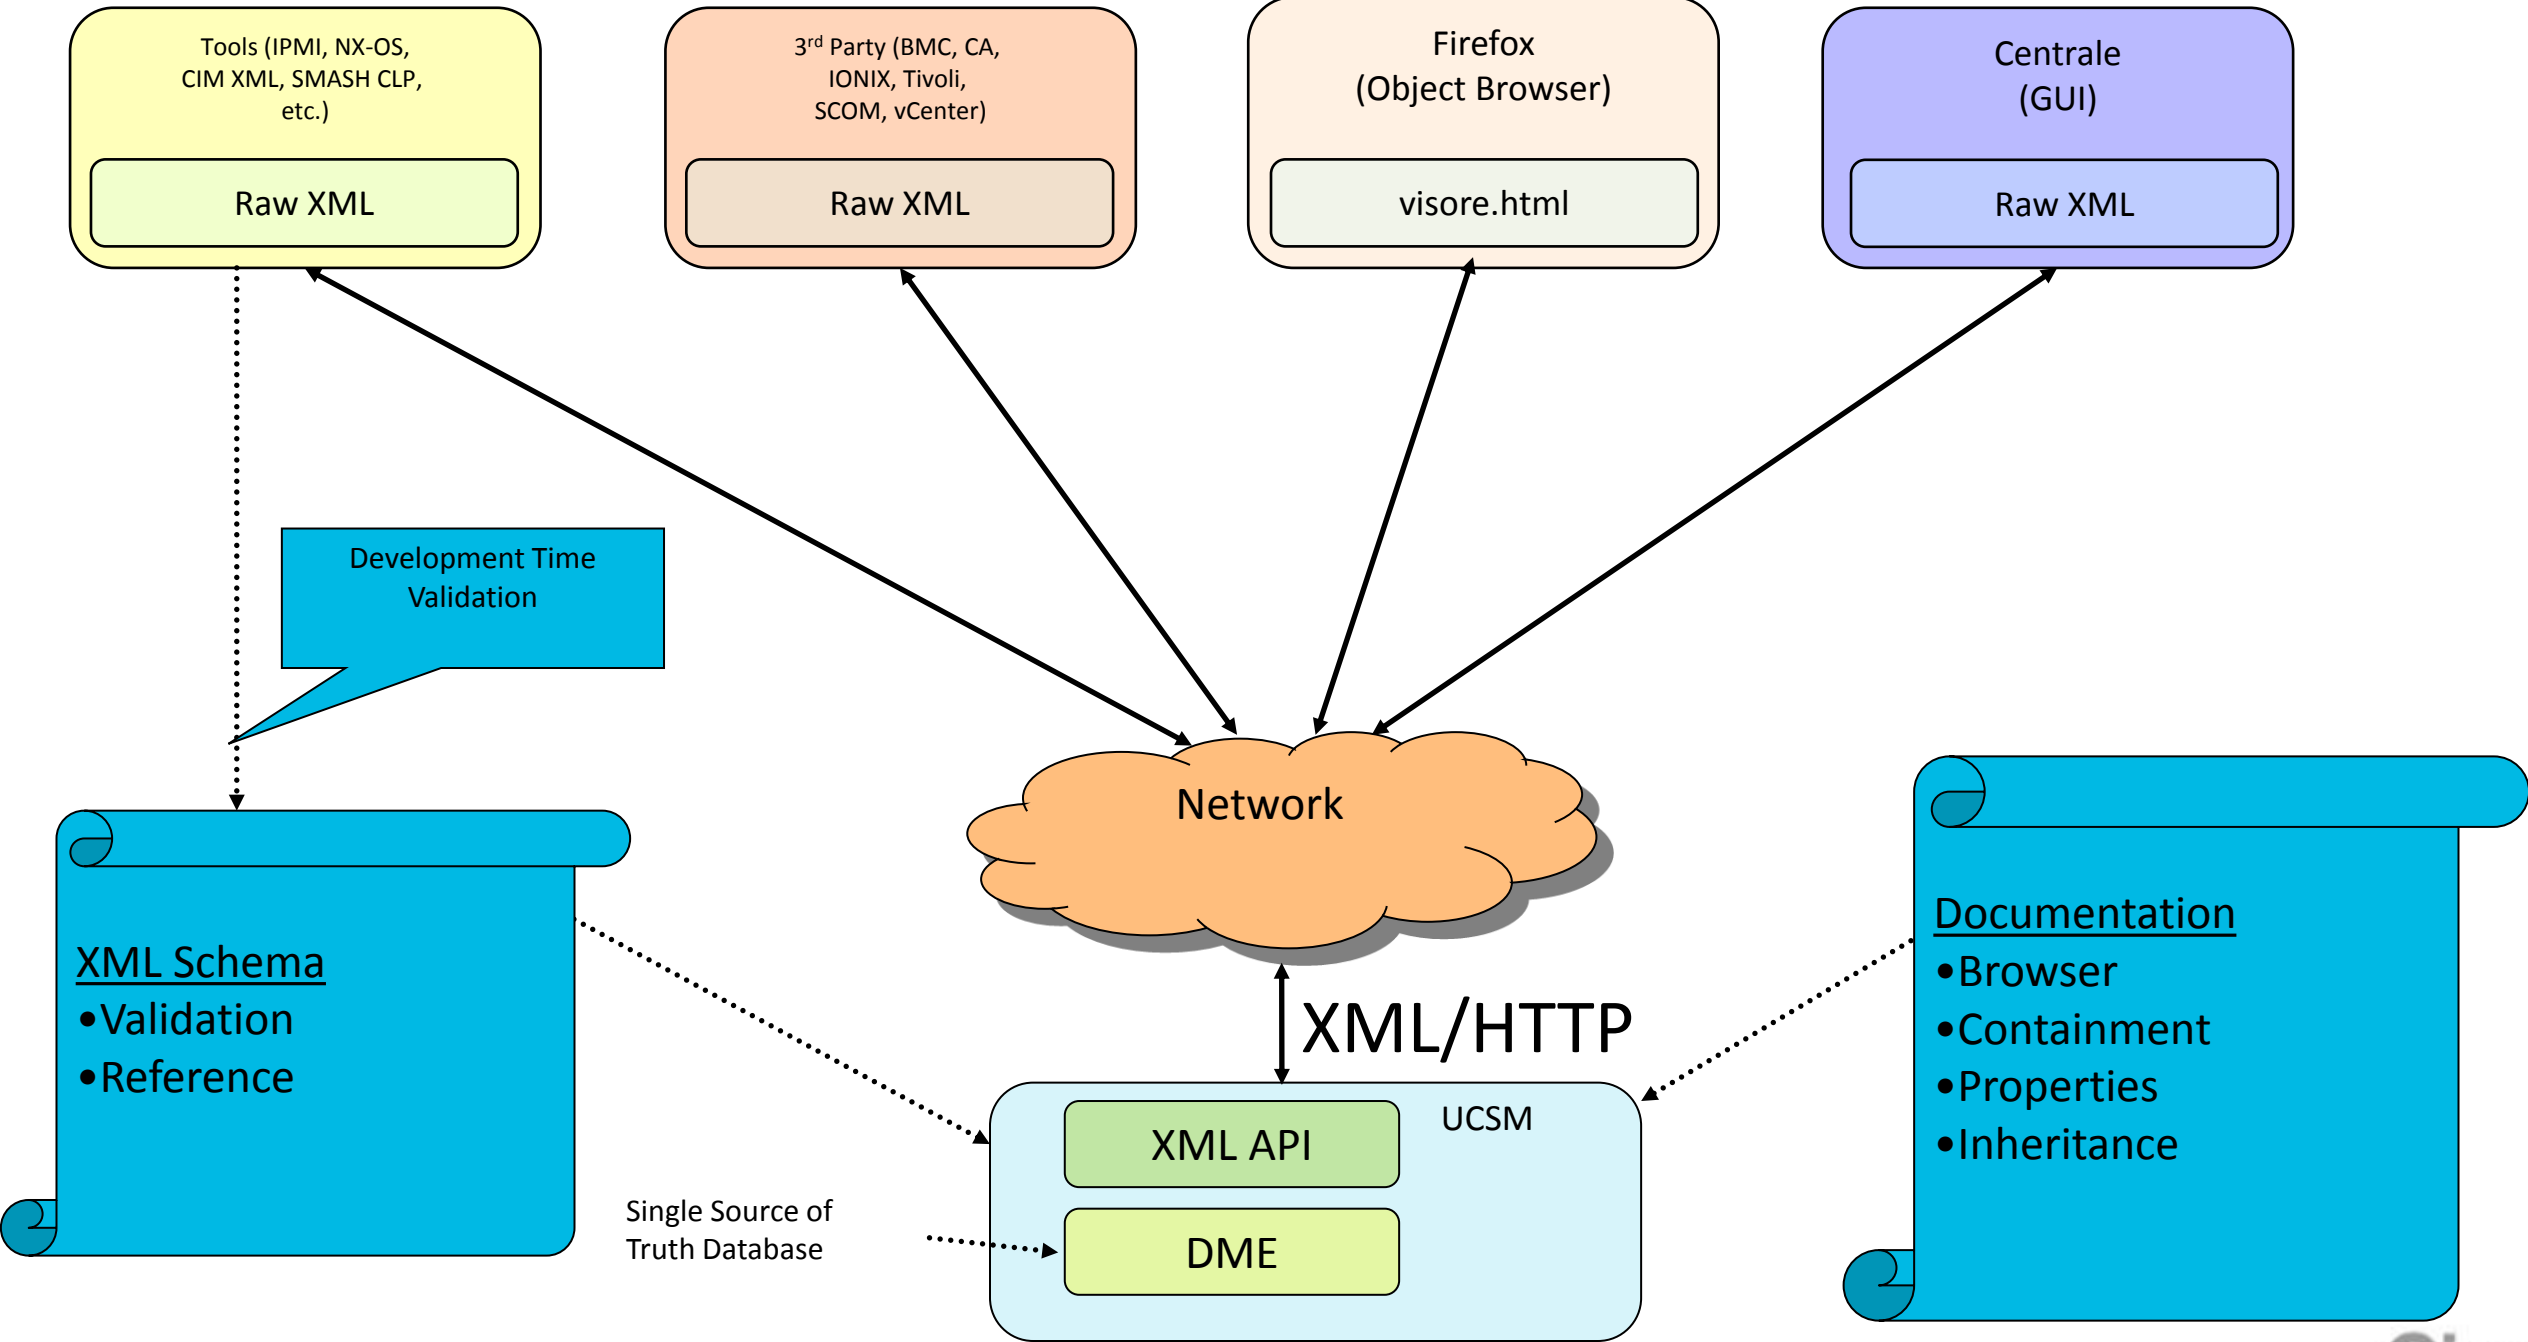 Tools (IPMI, NX-OS,
CIM XML, SMASH CLP,
etc.)
Raw XML
3rd Party (BMC, CA,
IONIX, Tivoli,
SCOM, vCenter)
Raw XML
Firefox
(Object Browser)
visore.html
Centrale
(GUI)
Raw XML
Development Time
Validation
Network
XML Schema
•Validation
•Reference
XML/HTTP
UCSM
XML API
DME
Single Source of
Truth Database
Documentation
•Browser
•Containment
•Properties
•Inheritance